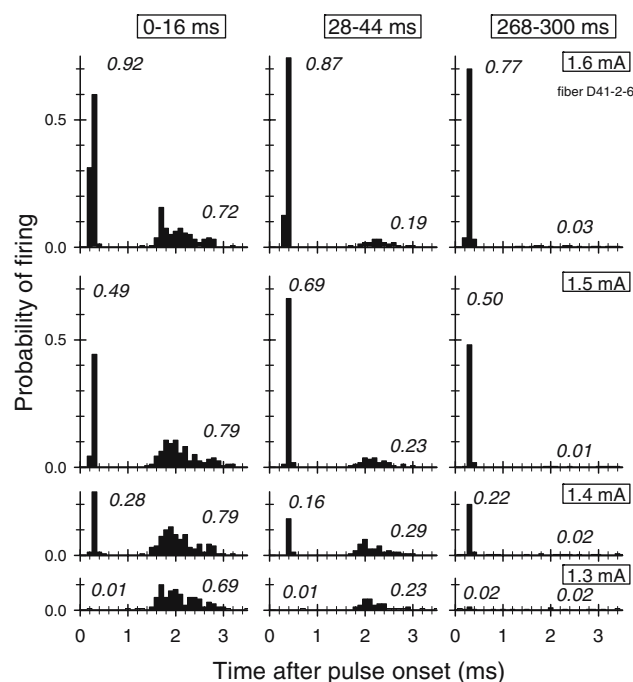 0-16 ms 28-44 ms 268-300 ms
0.92 0.87 0.77 1.6 mA
fiber D41-2-6
0.5
0.72 0.19 0.03
0.0
0.49 0.69 0.50 1.5 mA
0.5
0.79 0.23 0.01
0.0
0.28 0.79 0.16 0.29 0.22 1.4 mA
0.02
0.0
0.01 0.69 0.01 0.23 0.02 0.02 1.3 mA
0.0
0 1 2 3 0 1 2 3 0 1 2 3
Probability of firing
Time after pulse onset (ms)